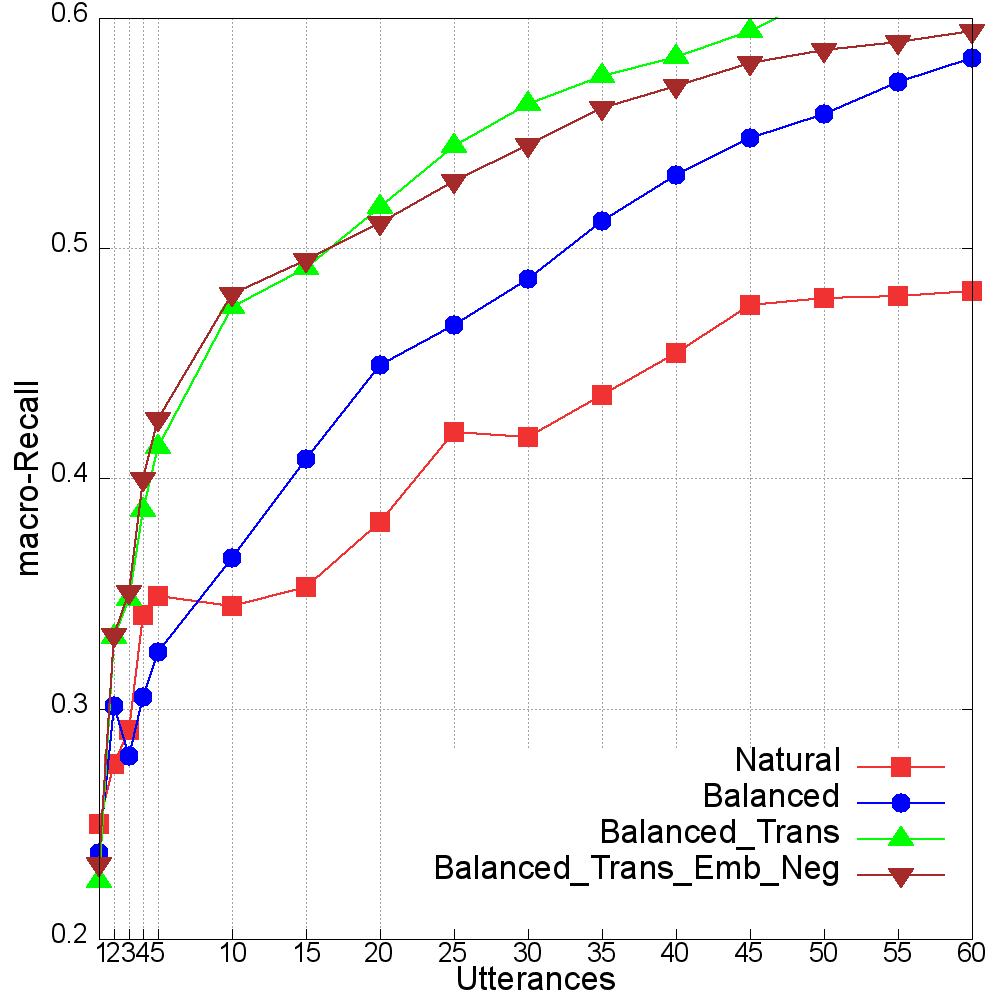 0.6
0.5
0.4
0.3
0.2
macro-Recall
Natural
Balanced
Balanced_Trans
Balanced_Trans_Emb_Neg
1 2 3 4 5 10 15 20 25 30 35 40 45 50 55 60
Utterances